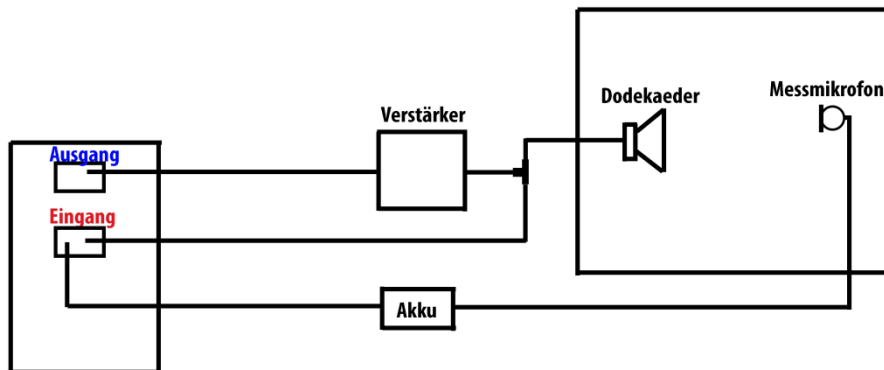 Dodekaeder
Messmikrofon
Verstärker
Ausgang
Eingang
Akku